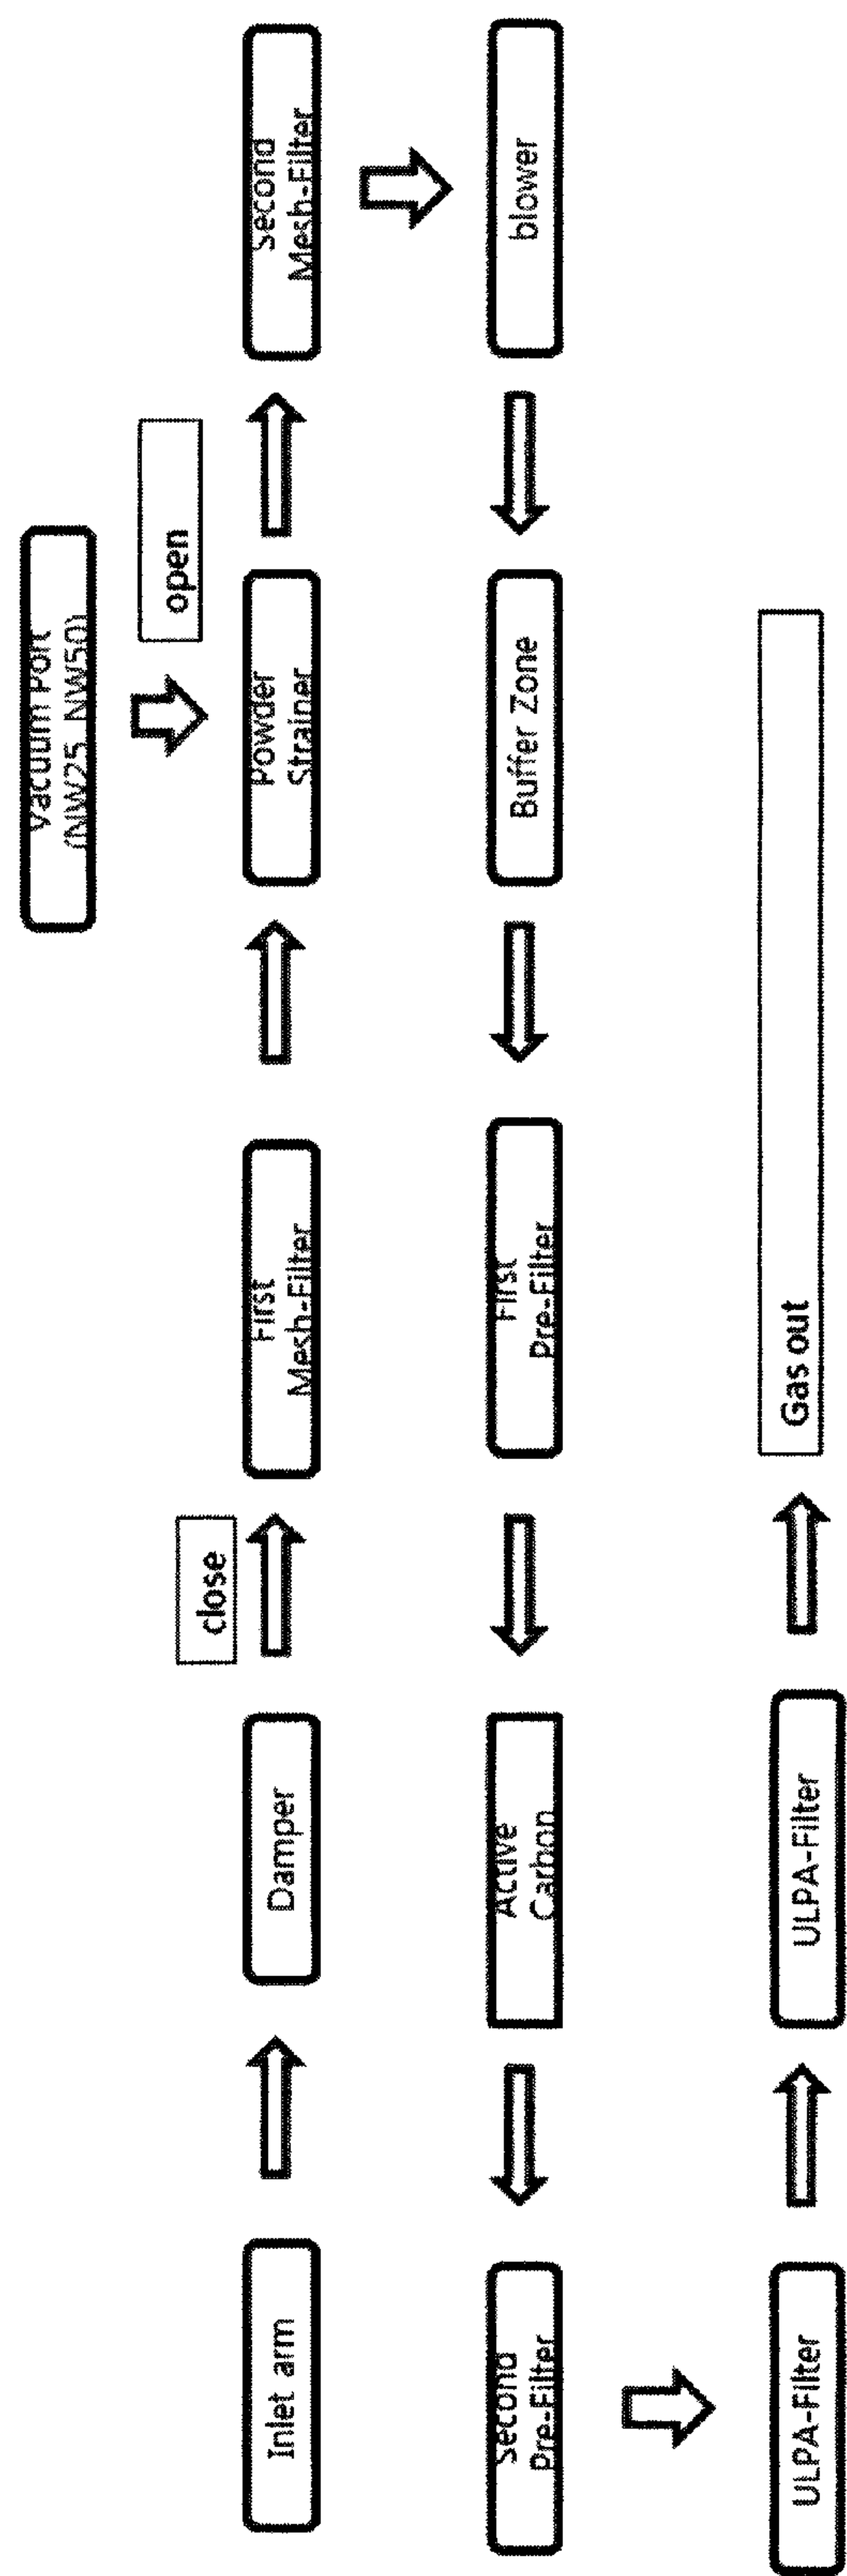 Vacuum Port
(NW25, NW50)
open
close
Inlet arm
Damper
First
Mesh-Filter
Powder
Strainer
Second
Mesh-Filter
Second
Pre-Filter
Active
Carbon
First
Pre-Filter
Buffer Zone
blower
ULPA-Filter
ULPA-Filter
Gas out